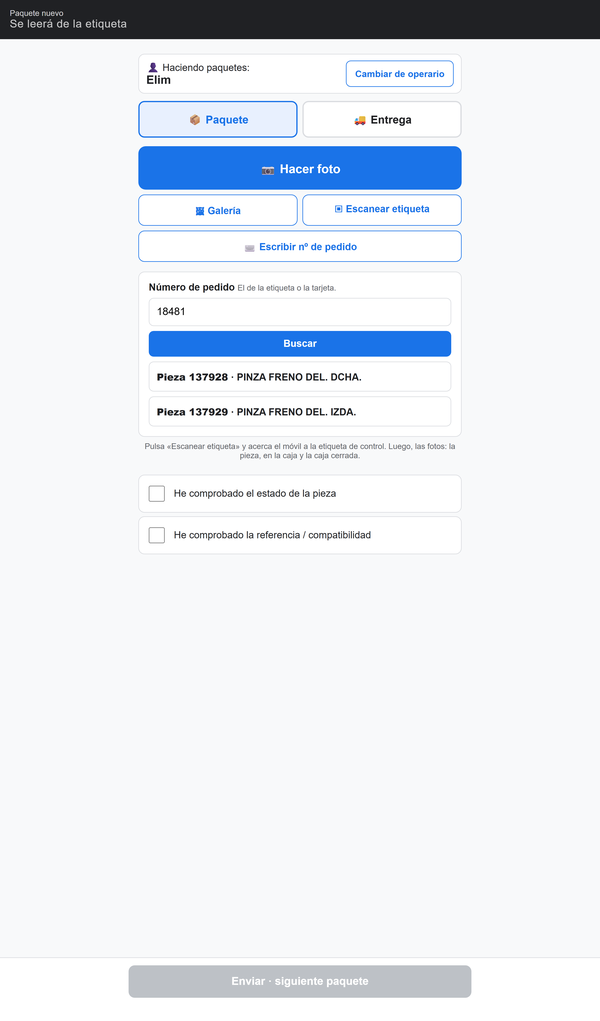 Paquete nuevo
Se leerá de la etiqueta
Haciendo paquetes:
Elim
Cambiar de operario
Paquete
Entrega
Hacer foto
Galería
Escanear etiqueta
Escribir nº de pedido
Número de pedido El de la etiqueta o la tarjeta.
18481
Buscar
Pieza 137928 · PINZA FRENO DEL. DCHA.
Pieza 137929 · PINZA FRENO DEL. IZDA.
Pulsa «Escanear etiqueta» y acerca el móvil a la etiqueta de control. Luego, las fotos: la
pieza, en la caja y la caja cerrada.
He comprobado el estado de la pieza
He comprobado la referencia / compatibilidad
Enviar · siguiente paquete